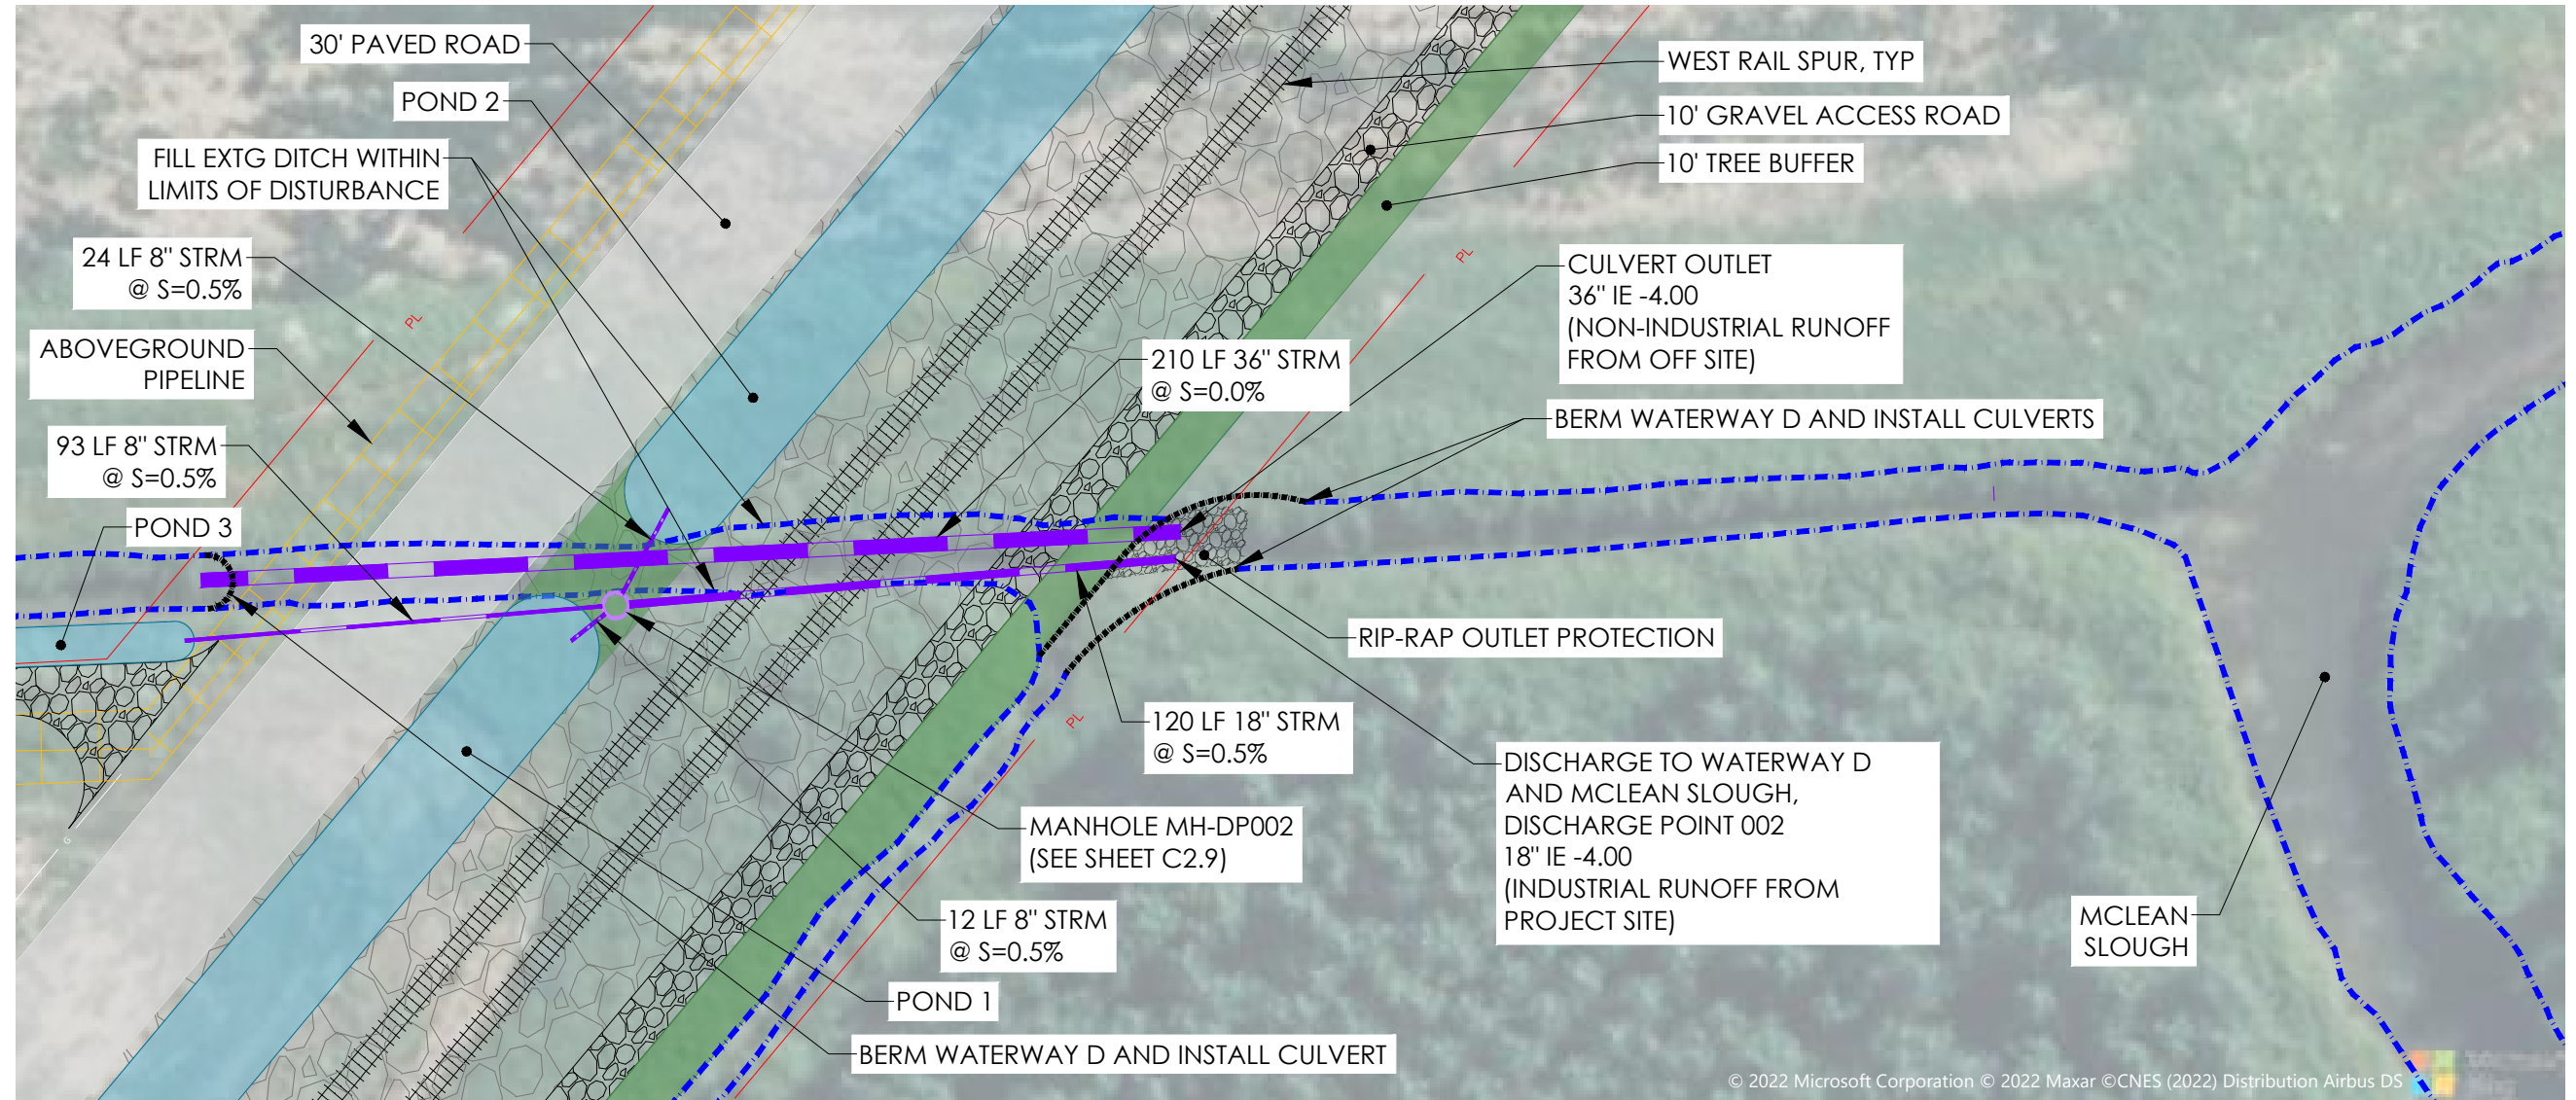 30' PAVED ROAD
POND 2
FILL EXTG DITCH WITHIN
LIMITS OF DISTURBANCE
24 LF 8" STRM
@ S=0.5%
ABOVEGROUND
PIPELINE
93 LF 8" STRM
@ S=0.5%
POND 3
PL
WEST RAIL SPUR, TYP
10' GRAVEL ACCESS ROAD
10' TREE BUFFER
PL
CULVERT OUTLET
36" IE -4.00
(NON-INDUSTRIAL RUNOFF
FROM OFF SITE)
210 LF 36" STRM
@ S=0.0%
BERM WATERWAY D AND INSTALL CULVERTS
RIP-RAP OUTLET PROTECTION
PL
120 LF 18" STRM
@ S=0.5%
DISCHARGE TO WATERWAY D
AND MCLEAN SLOUGH,
DISCHARGE POINT 002
18" IE -4.00
(INDUSTRIAL RUNOFF FROM
PROJECT SITE)
MANHOLE MH-DP002
(SEE SHEET C2.9)
12 LF 8" STRM
@ S=0.5%
POND 1
BERM WATERWAY D AND INSTALL CULVERT
MCLEAN
SLOUGH
G
© 2022 Microsoft Corporation © 2022 Maxar ©CNES (2022) Distribution Airbus DS